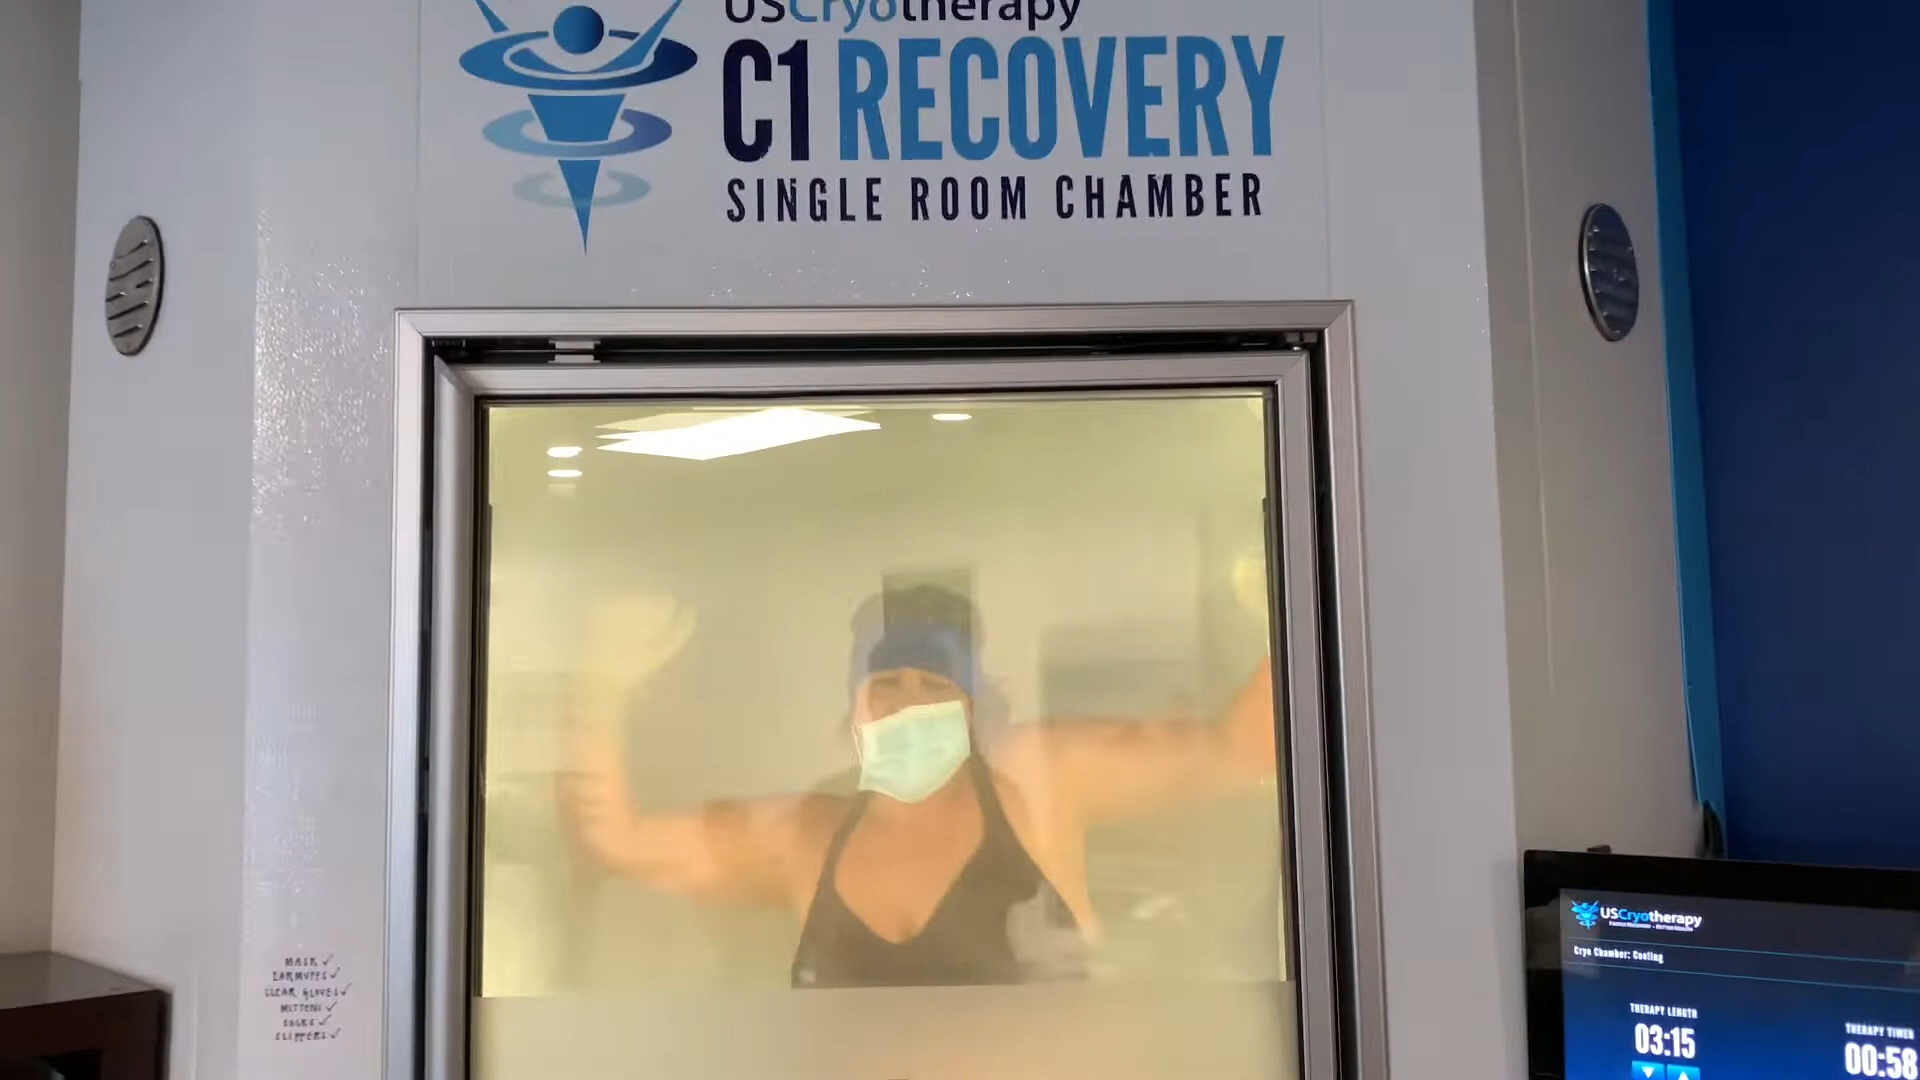 USCryotherapy
C1 RECOVERY
SINGLE ROOM CHAMBER
MASK ✓
EARMUFFS ✓
CLEAR GLOVES ✓
MITTENS ✓
SOCKS ✓
SLIPPERS ✓
USCryotherapy
Cryo Chamber: Cooling
THERAPY LENGTH
03:15
THERAPY TIMER
00:58